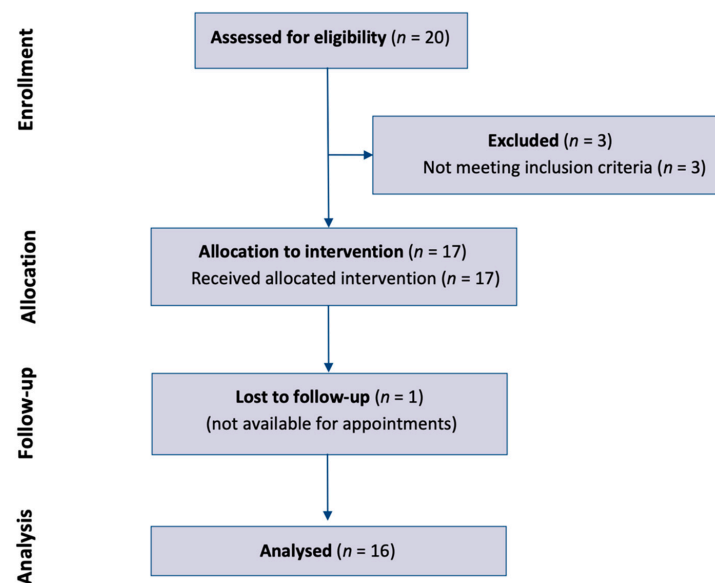 Enrollment
Assessed for eligibility (n = 20)
Excluded (n = 3)
Not meeting inclusion criteria (n = 3)
Allocation
Allocation to intervention (n = 17)
Received allocated intervention (n = 17)
Follow-up
Lost to follow-up (n = 1)
(not available for appointments)
Analysis
Analysed (n = 16)